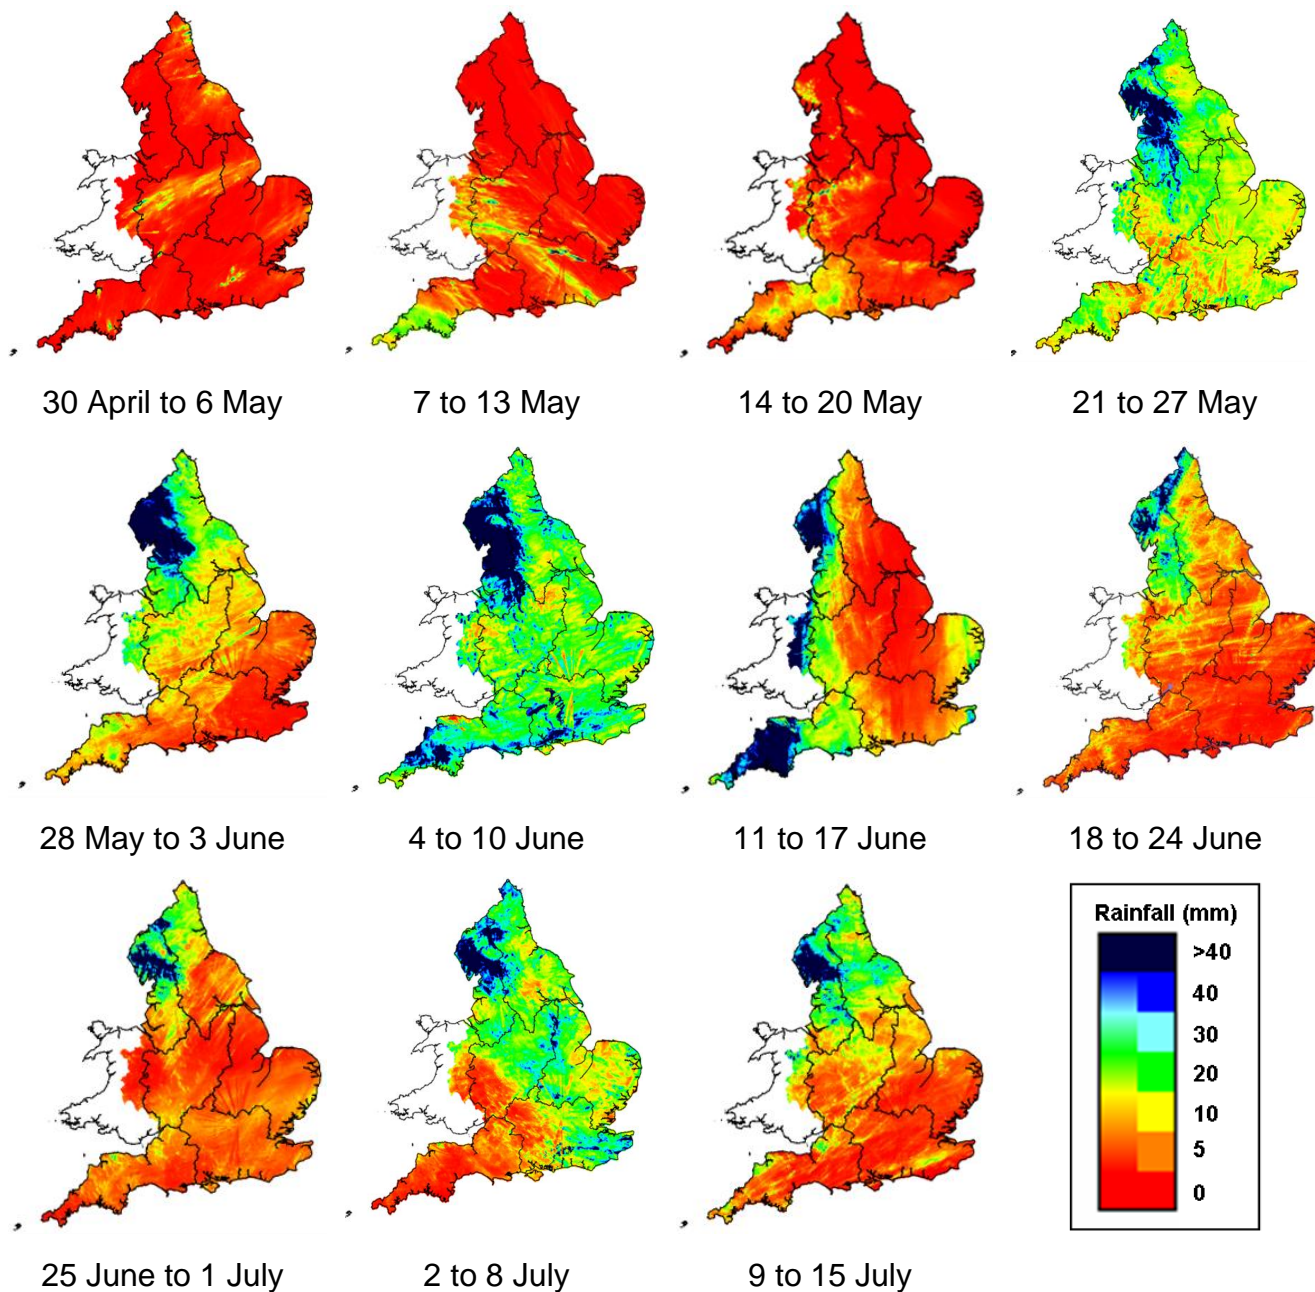 30 April to 6 May
7 to 13 May
14 to 20 May
21 to 27 May
28 May to 3 June
4 to 10 June
11 to 17 June
18 to 24 June
Rainfall (mm)
>40
40
30
20
10
5
0
25 June to 1 July
2 to 8 July
9 to 15 July